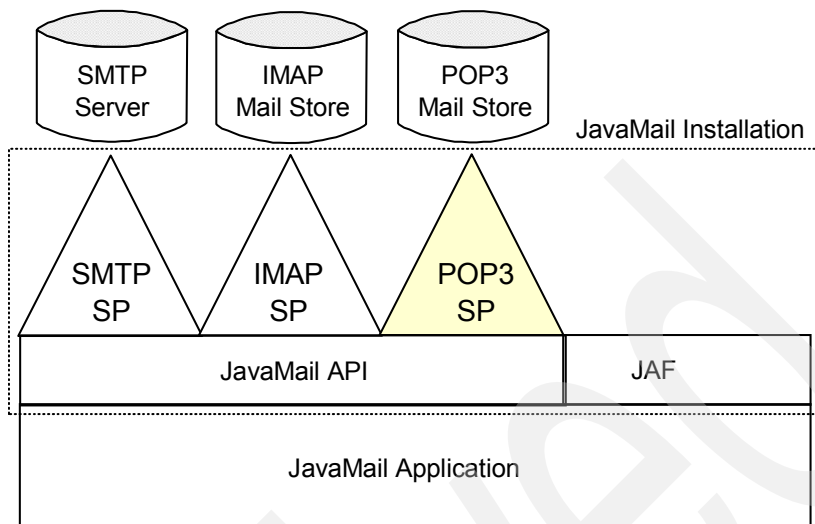 SMTP
Server
IMAP
Mail Store
POP3
Mail Store
JavaMail Installation
SMTP
SP
IMAP
SP
POP3
SP
JavaMail API
JAF
JavaMail Application